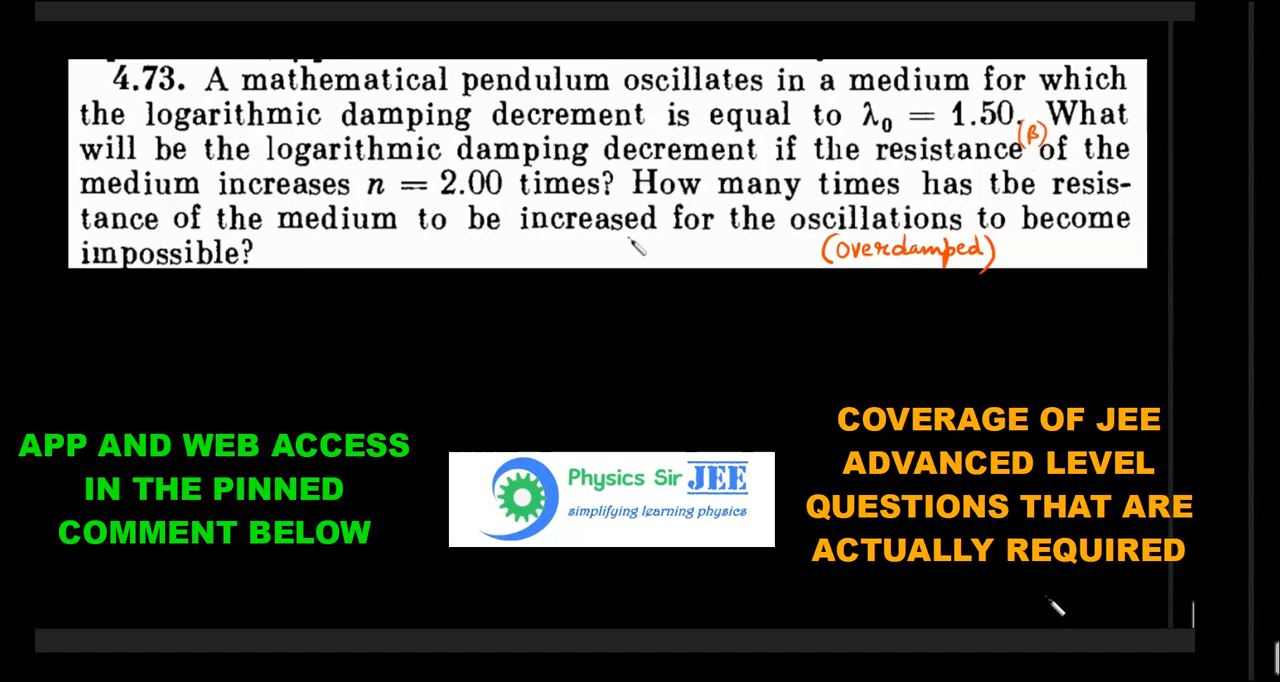 4.73. A mathematical pendulum oscillates in a medium for which
the logarithmic damping decrement is equal to λ₀ = 1.50. What
(β)
will be the logarithmic damping decrement if the resistance of the
medium increases n = 2.00 times? How many times has the resis-
tance of the medium to be increased for the oscillations to become
impossible?
(overdamped)
APP AND WEB ACCESS
IN THE PINNED
COMMENT BELOW
Physics Sir JEE
simplifying learning physics
COVERAGE OF JEE
ADVANCED LEVEL
QUESTIONS THAT ARE
ACTUALLY REQUIRED